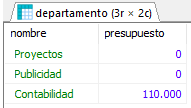 departamento (3r × 2c)
nombre presupuesto
Proyectos 0
Publicidad 0
Contabilidad 110.000